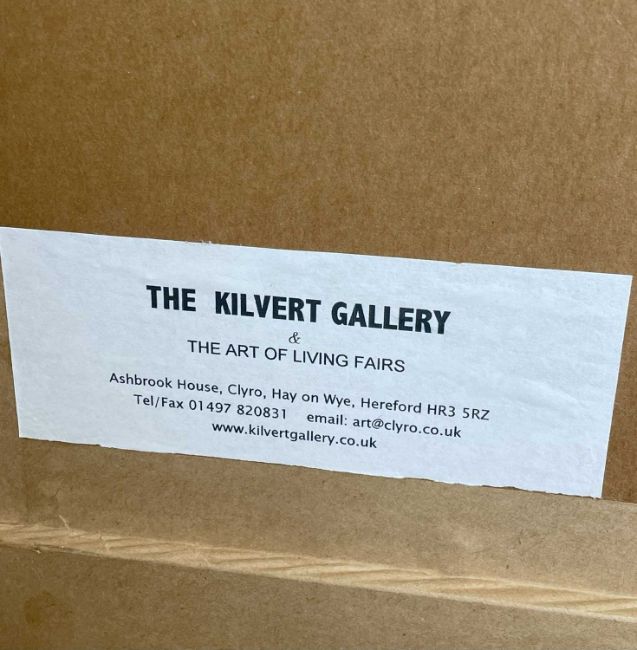 THE KILVERT GALLERY
&
THE ART OF LIVING FAIRS
Ashbrook House, Clyro, Hay on Wye, Hereford HR3 5RZ
Tel/Fax 01497 820831 email: art@clyro.co.uk
www.kilvertgallery.co.uk